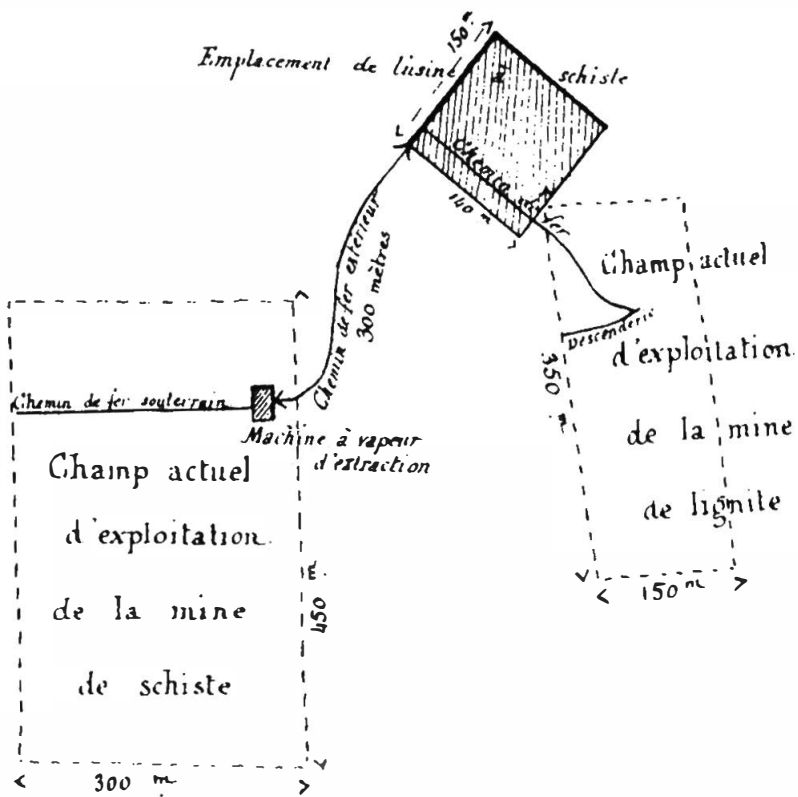 150 m
Emplacement de l'usine
schiste
L
Chemin de fer
140 m
Chemin de fer extérieur
300 mètres
Champ actuel
d'exploitation
de la mine
de lignite
Descenderie
350 m
150 m
Chemin de fer souterrain
Machine à vapeur
d'extraction
Champ actuel
d'exploitation
de la mine
de schiste
450 m.
300 m